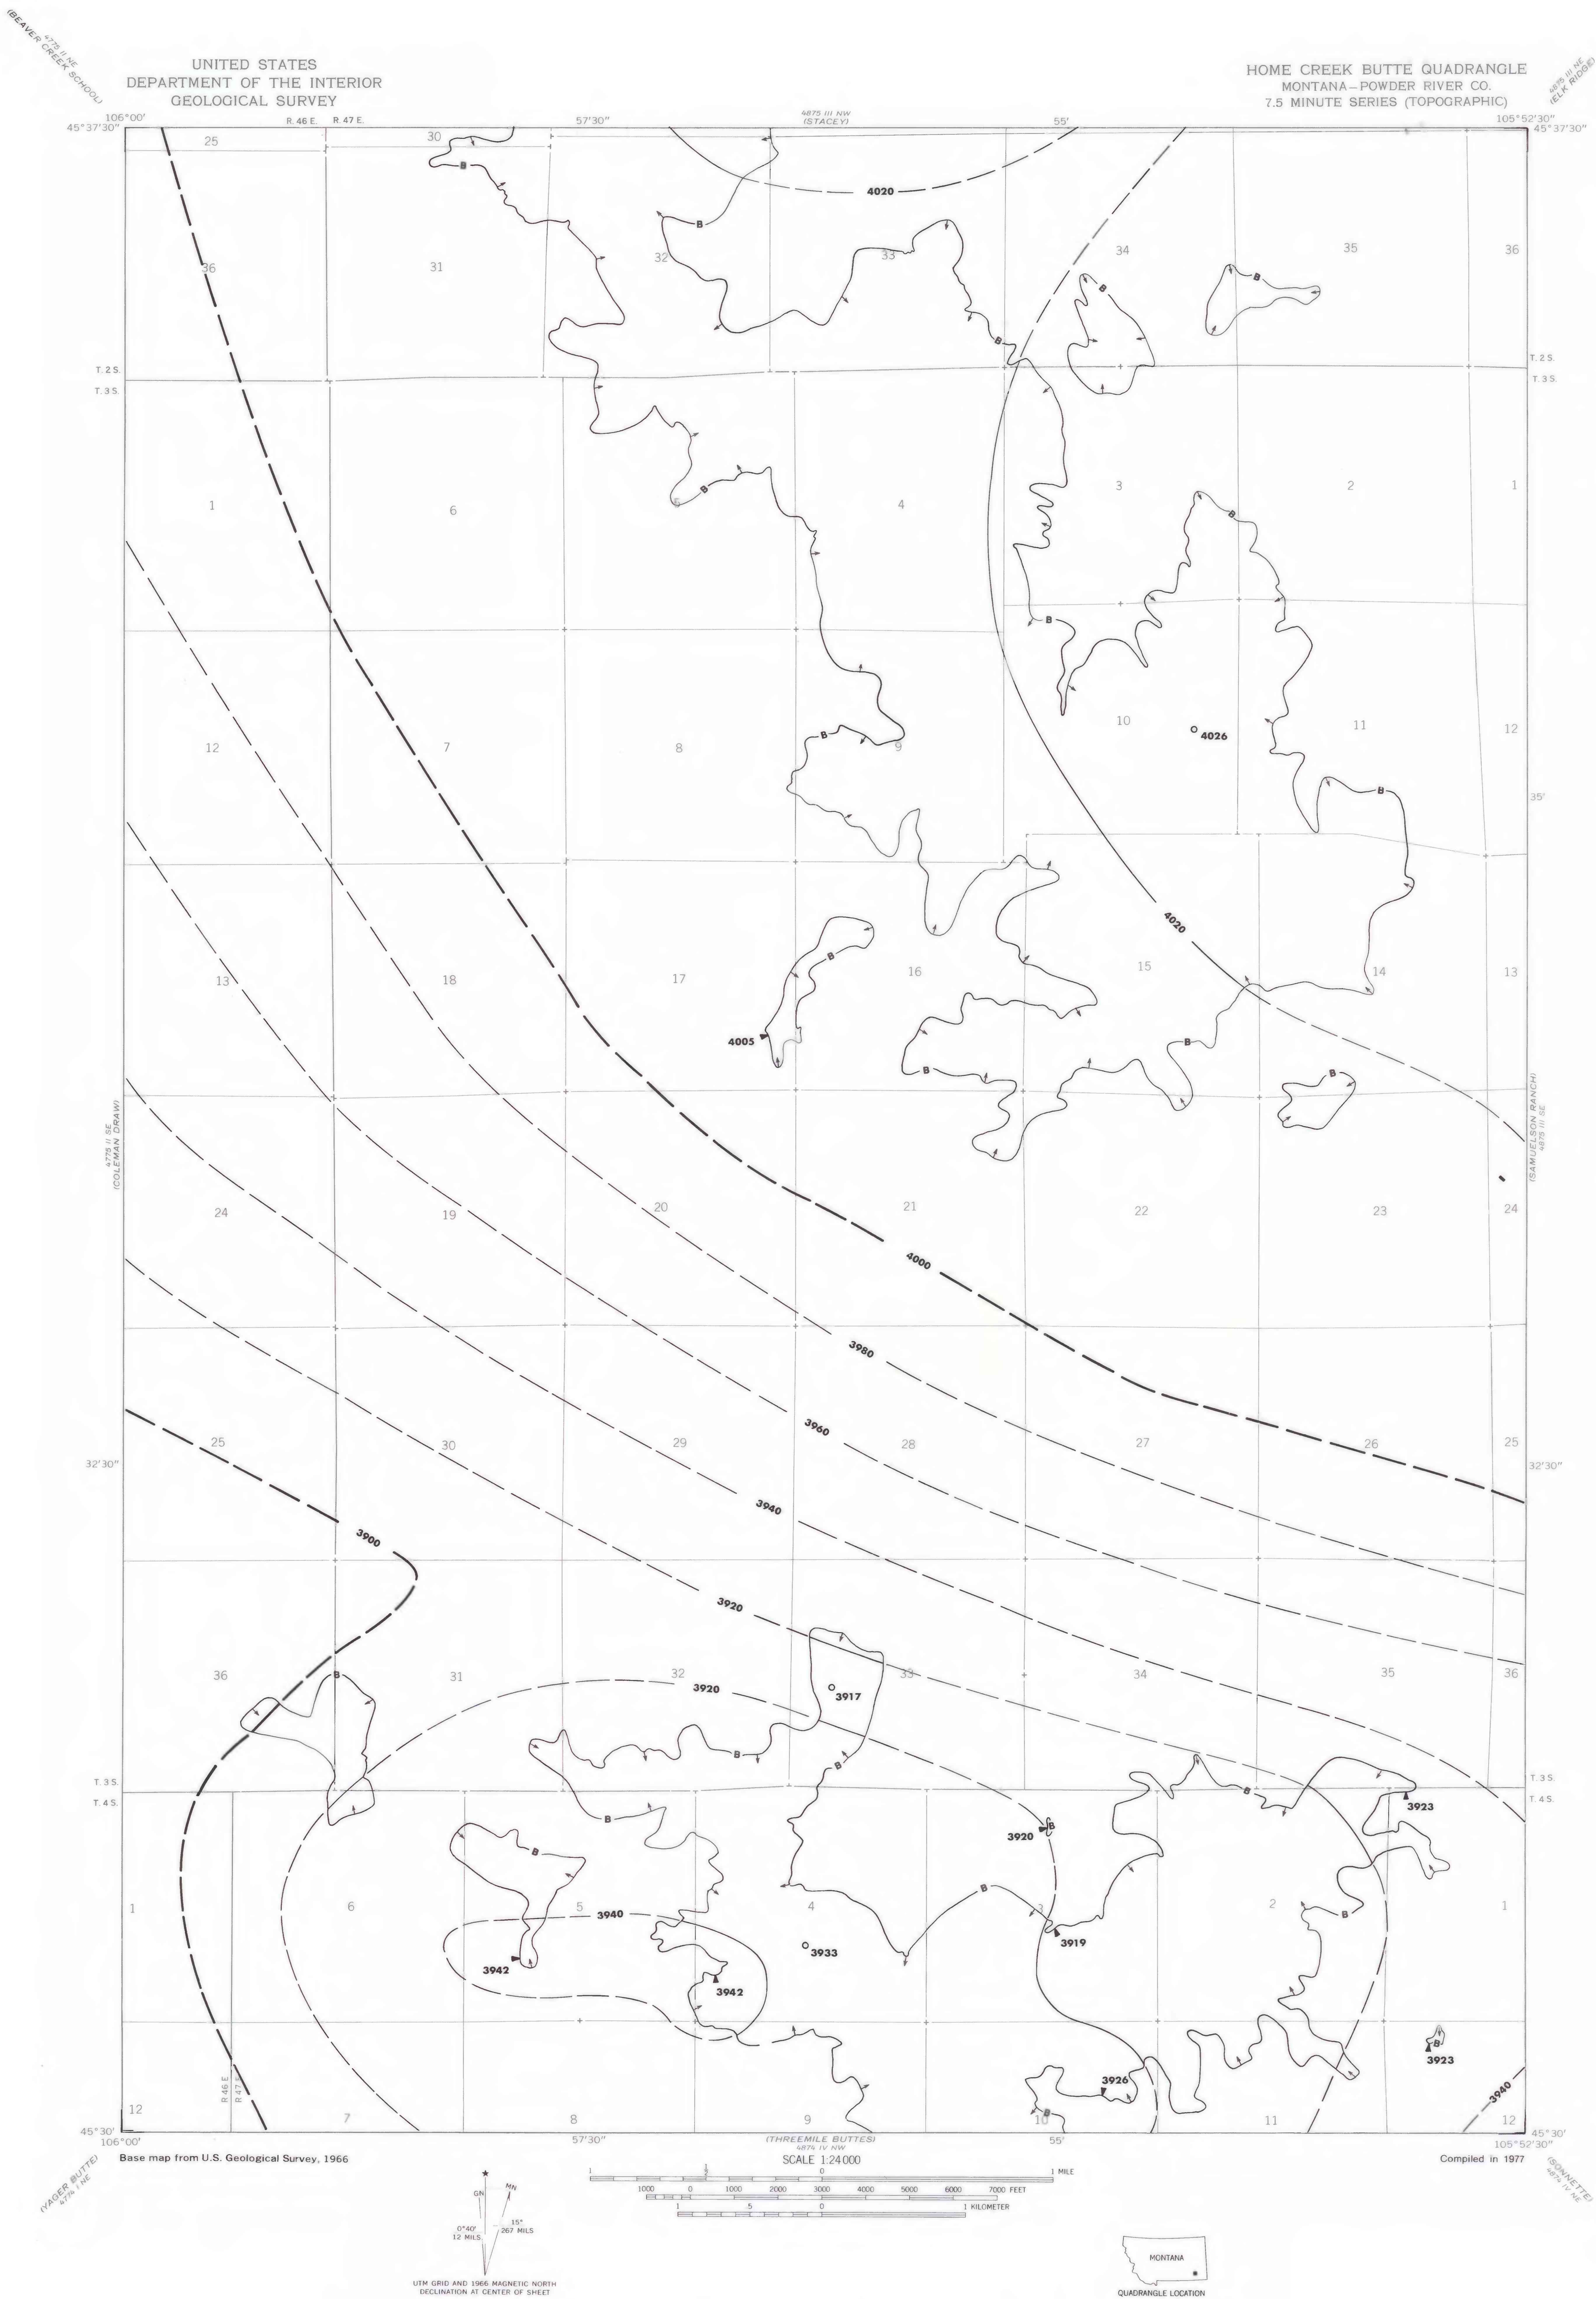 4775 II NE
(BEAVER CREEK SCHOOL)
UNITED STATES
DEPARTMENT OF THE INTERIOR
GEOLOGICAL SURVEY
HOME CREEK BUTTE QUADRANGLE
MONTANA—POWDER RIVER CO.
7.5 MINUTE SERIES (TOPOGRAPHIC)
4875 III NE
(ELK RIDGE)
106°00'
45°37'30"
R. 46 E. R. 47 E.
57'30"
4875 III NW
(STACEY)
55'
105°52'30"
45°37'30"
25
30
B
4020
B
36
31
32
33
34
35
36
B
B
B
T. 2 S.
T. 3 S.
T. 2 S.
T. 3 S.
1
6
5
B
4
3
2
1
B
B
12
7
8
B
9
10
4026
11
12
B
35'
4020
13
18
17
B
16
15
14
13
4005
B
B
B
4775 II SE
(COLEMAN DRAW)
(SAMUELSON RANCH)
4875 III SE
24
19
20
21
22
23
24
4000
3980
3960
25
30
29
28
27
26
25
32'30"
32'30"
3940
3900
3920
36
B
31
32
3920
33
34
35
36
3917
B
B
B
T. 3 S.
T. 4 S.
T. 3 S.
T. 4 S.
3923
B
3920
B
B
1
6
5
3940
4
B
3
2
B
1
3919
3933
3942
3942
B
3923
3926
3940
R 46 E.
R 47 E.
12
7
8
9
B
10
11
12
45°30'
106°00'
57'30"
(THREEMILE BUTTES)
4874 IV NW
55'
45°30'
105°52'30"
Base map from U.S. Geological Survey, 1966
SCALE 1:24 000
Compiled in 1977
(YAGER BUTTE)
4774 I NE
(SONNETTE)
4874 IV NE
1 1/2 0 1 MILE
1000 0 1000 2000 3000 4000 5000 6000 7000 FEET
1 .5 0 1 KILOMETER
GN
MN
0°40'
12 MILS
15°
267 MILS
UTM GRID AND 1966 MAGNETIC NORTH
DECLINATION AT CENTER OF SHEET
MONTANA
QUADRANGLE LOCATION